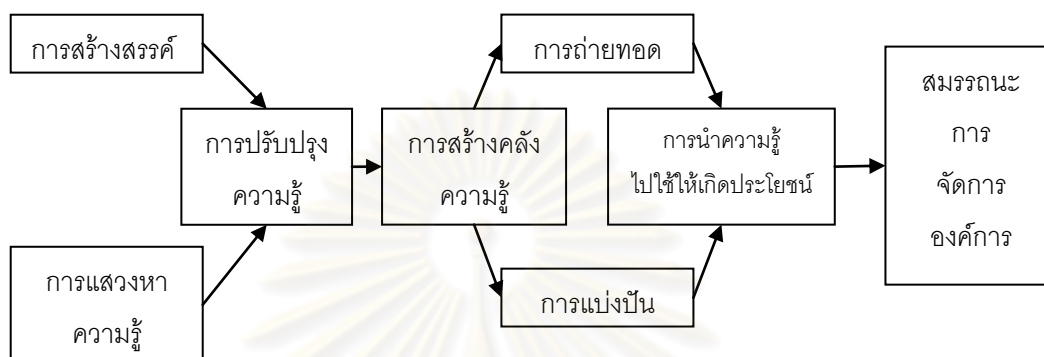 การสร้างสรรค์
การแสวงหา
ความรู้
การปรับปรุง
ความรู้
การสร้างคลัง
ความรู้
การถ่ายทอด
การแบ่งปัน
การนำความรู้
ไปใช้ให้เกิดประโยชน์
สมรรถนะ
การ
จัดการ
องค์การ